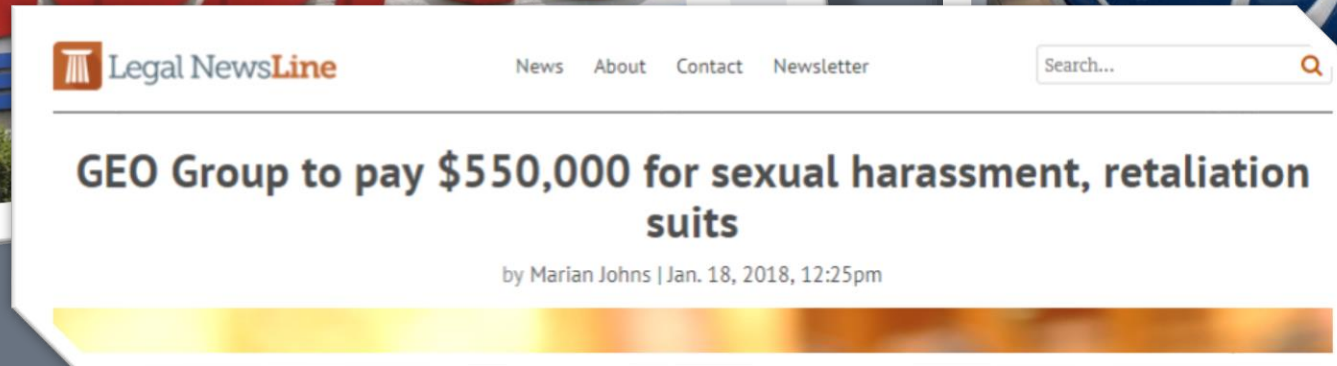 Legal NewsLine
News About Contact Newsletter
Search...
GEO Group to pay $550,000 for sexual harassment, retaliation
suits
by Marian Johns | Jan. 18, 2018, 12:25pm